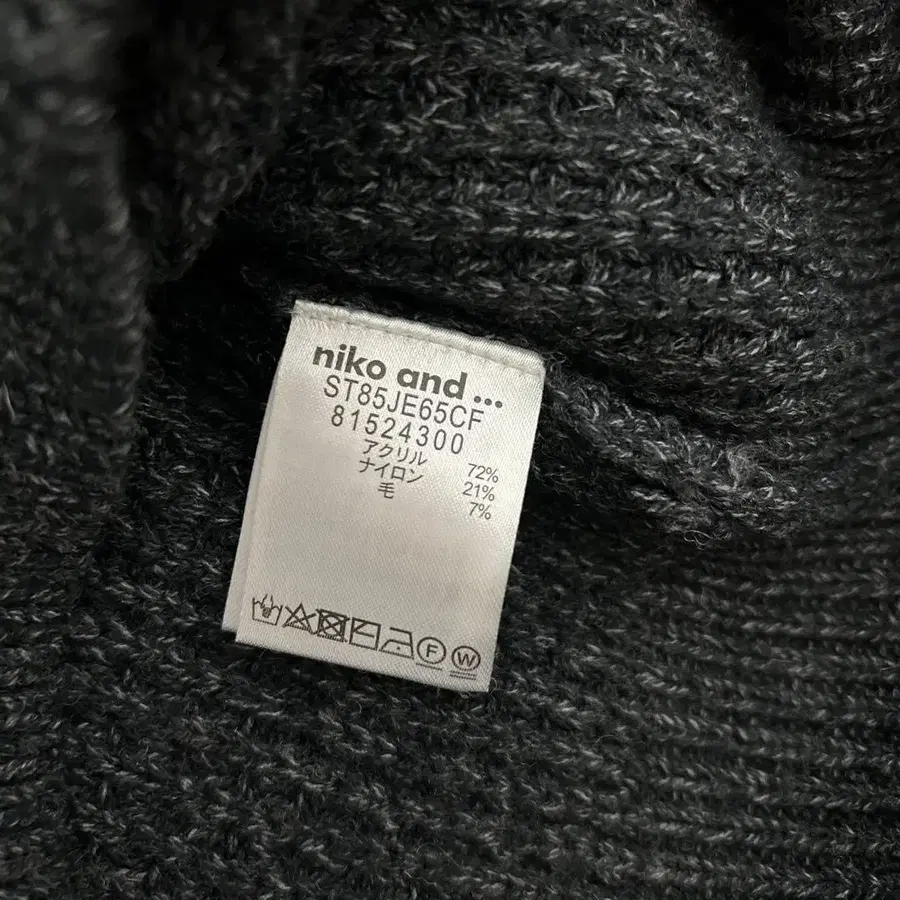 niko and ...
ST85JE65CF
81524300
アクリル 72%
ナイロン 21%
毛 7%
F W